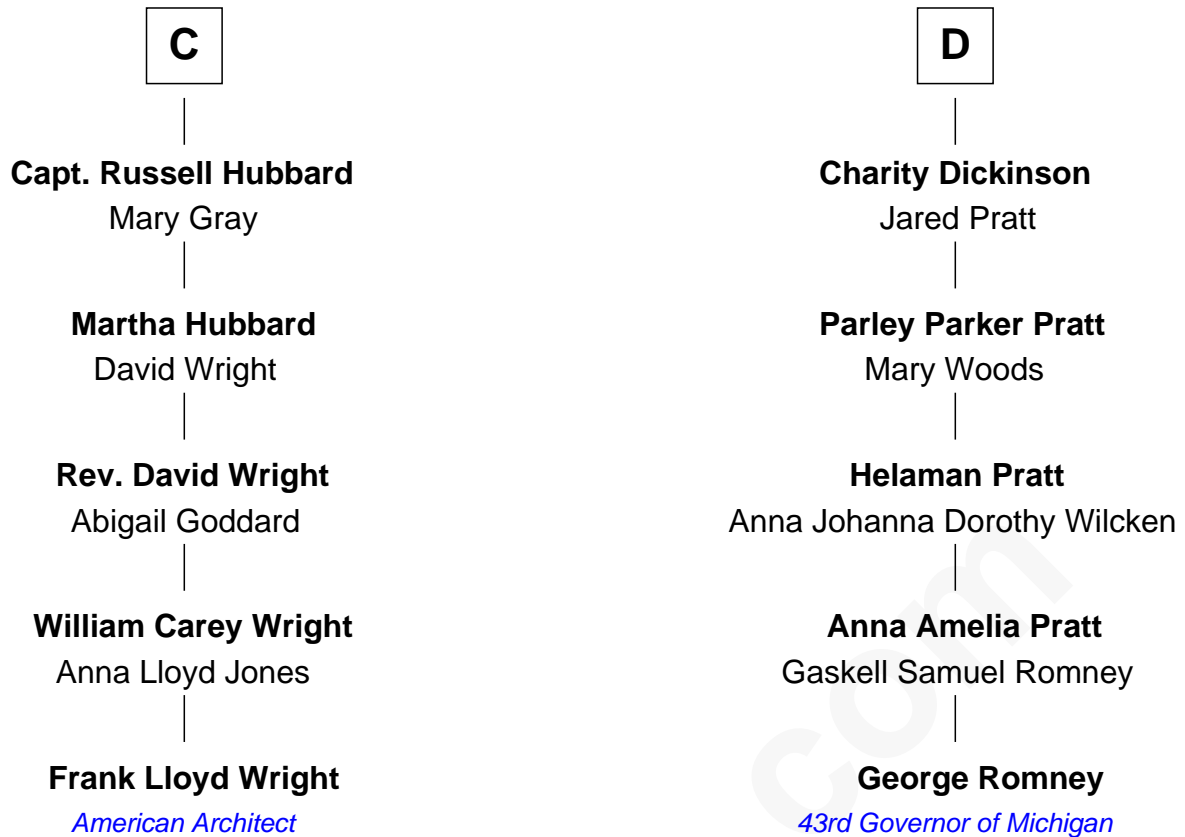 C
Capt. Russell Hubbard
Mary Gray
Martha Hubbard
David Wright
Rev. David Wright
Abigail Goddard
William Carey Wright
Anna Lloyd Jones
Frank Lloyd Wright
American Architect
D
Charity Dickinson
Jared Pratt
Parley Parker Pratt
Mary Woods
Helaman Pratt
Anna Johanna Dorothy Wilcken
Anna Amelia Pratt
Gaskell Samuel Romney
George Romney
43rd Governor of Michigan
com